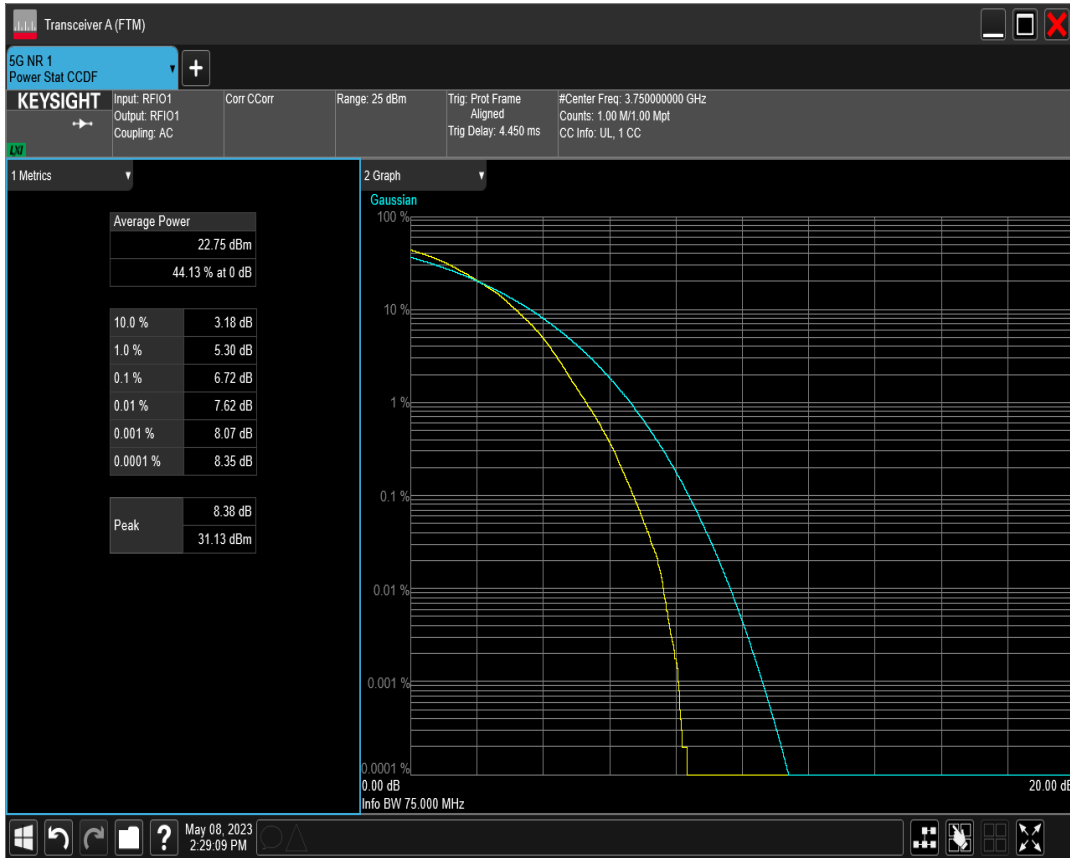 Transceiver A (FTM)
5G NR 1
Power Stat CCDF
+
KEYSIGHT
LXI
Input: RFIO1
Output: RFIO1
Coupling: AC
Corr CCorr
Range: 25 dBm
Trig: Prot Frame
Aligned
Trig Delay: 4.450 ms
#Center Freq: 3.750000000 GHz
Counts: 1.00 M/1.00 Mpt
CC Info: UL, 1 CC
1 Metrics
Average Power
22.75 dBm
44.13 % at 0 dB
10.0 % 3.18 dB
1.0 % 5.30 dB
0.1 % 6.72 dB
0.01 % 7.62 dB
0.001 % 8.07 dB
0.0001 % 8.35 dB
Peak 8.38 dB
31.13 dBm
2 Graph
Gaussian
100 %
10 %
1 %
0.1 %
0.01 %
0.001 %
0.0001 %
0.00 dB 20.00 dB
Info BW 75.000 MHz
?
May 08, 2023
2:29:09 PM